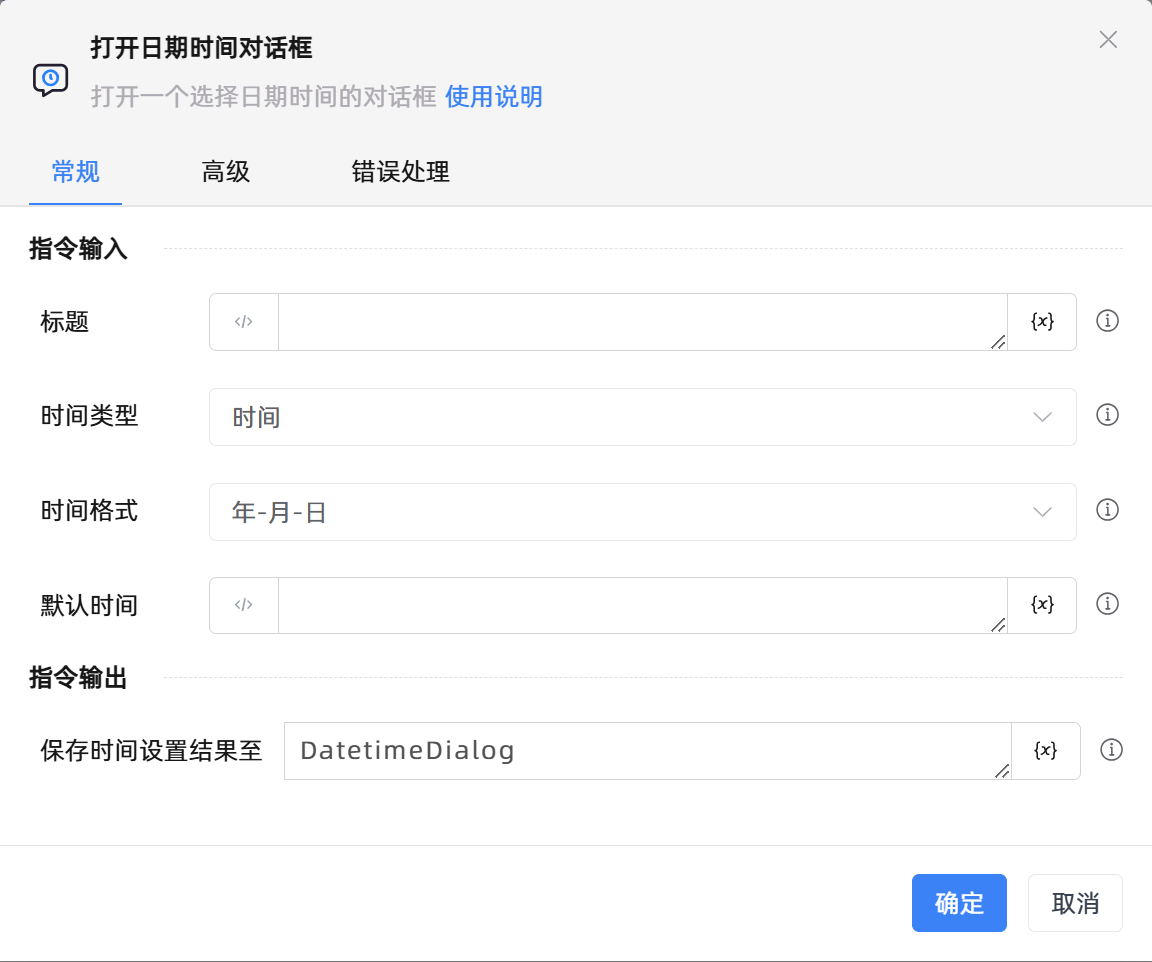 打开日期时间对话框
打开一个选择日期时间的对话框 使用说明
常规 高级 错误处理
指令输入
标题 </> {x}
时间类型 时间
时间格式 年-月-日
默认时间 </> {x}
指令输出
保存时间设置结果至 DatetimeDialog {x}
确定 取消